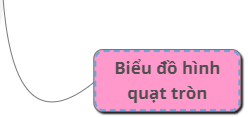 Biểu đồ hình
quạt tròn